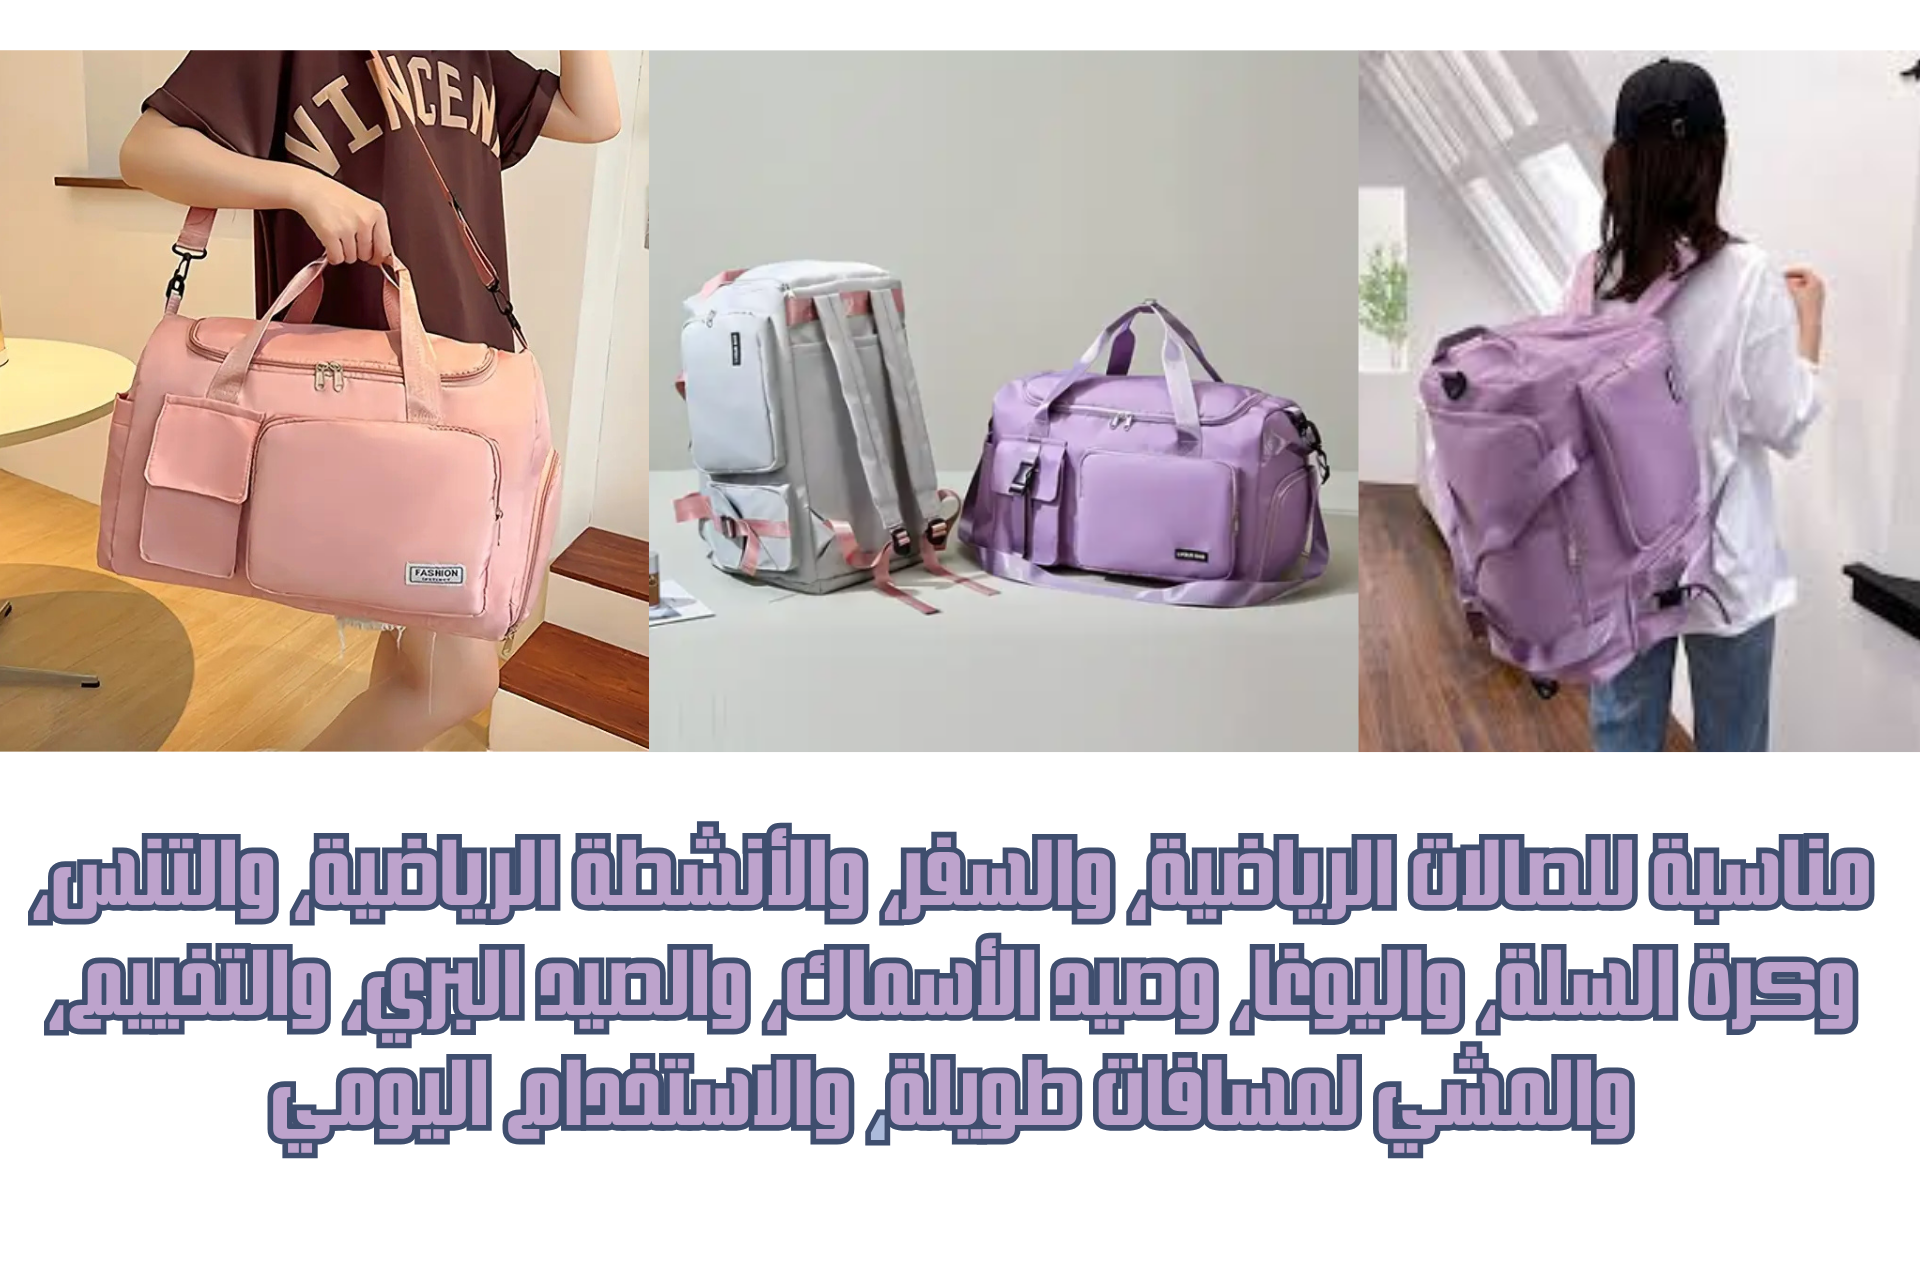 VINCEN
FASHION
مناسبة للصالات الرياضية, والسفر, والأنشطة الرياضية, والتنس,
وكرة السلة, واليوغا, وصيد الأسماك, والصيد البري, والتخييم,
والمشي لمسافات طويلة, والاستخدام اليومي